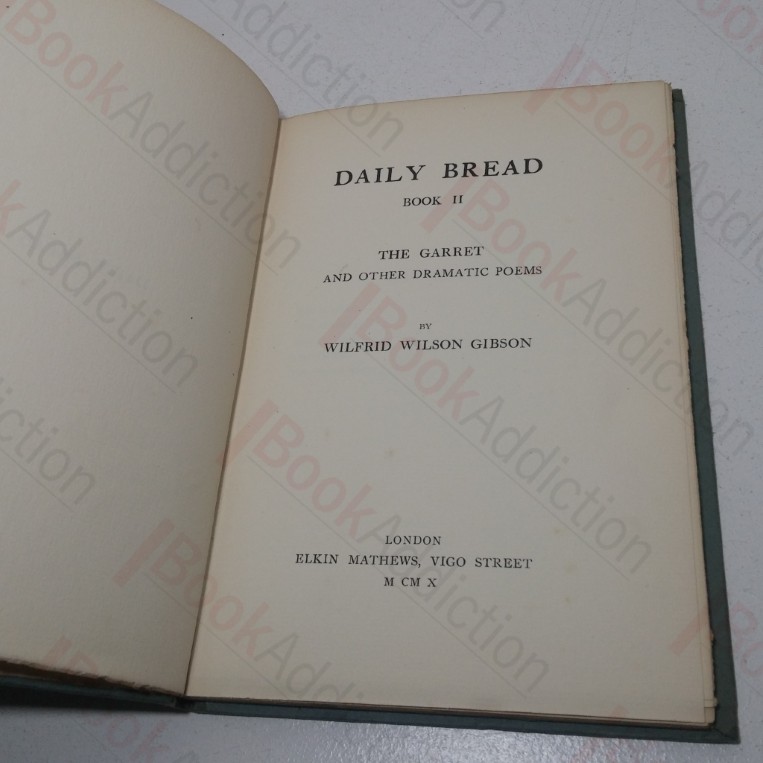 DAILY BREAD
BOOK II
THE GARRET
AND OTHER DRAMATIC POEMS
BY
WILFRID WILSON GIBSON
LONDON
ELKIN MATHEWS, VIGO STREET
M CM X
BookAddiction